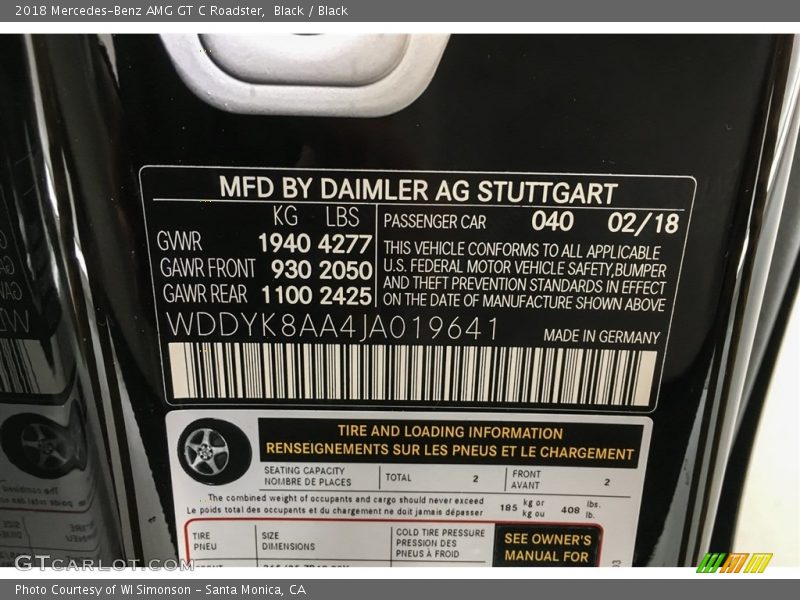 2018 Mercedes-Benz AMG GT C Roadster, Black / Black
MFD BY DAIMLER AG STUTTGART
KG LBS
GVWR 1940 4277
GAWR FRONT 930 2050
GAWR REAR 1100 2425
PASSENGER CAR 040 02/18
THIS VEHICLE CONFORMS TO ALL APPLICABLE
U.S. FEDERAL MOTOR VEHICLE SAFETY,BUMPER
AND THEFT PREVENTION STANDARDS IN EFFECT
ON THE DATE OF MANUFACTURE SHOWN ABOVE
WDDYK8AA4JA019641
MADE IN GERMANY
TIRE AND LOADING INFORMATION
RENSEIGNEMENTS SUR LES PNEUS ET LE CHARGEMENT
SEATING CAPACITY
NOMBRE DE PLACES
TOTAL 2
FRONT
AVANT
2
The combined weight of occupants and cargo should never exceed
Le poids total des occupants et du chargement ne doit jamais dépasser
185 kg or
kg ou
408 lbs.
lb.
TIRE
PNEU
SIZE
DIMENSIONS
COLD TIRE PRESSURE
PRESSION DES
PNEUS À FROID
SEE OWNER'S
MANUAL FOR
GTCARLOT.COM
Photo Courtesy of WI Simonson – Santa Monica, CA